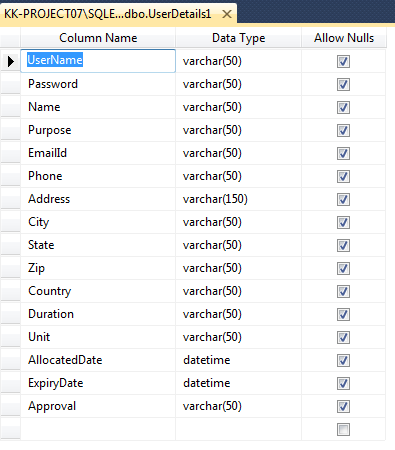 KK-PROJECT07\SQLE...dbo.UserDetails1
Column Name Data Type Allow Nulls
UserName varchar(50)
Password varchar(50)
Name varchar(50)
Purpose varchar(50)
EmailId varchar(50)
Phone varchar(50)
Address varchar(150)
City varchar(50)
State varchar(50)
Zip varchar(50)
Country varchar(50)
Duration varchar(50)
Unit varchar(50)
AllocatedDate datetime
ExpiryDate datetime
Approval varchar(50)